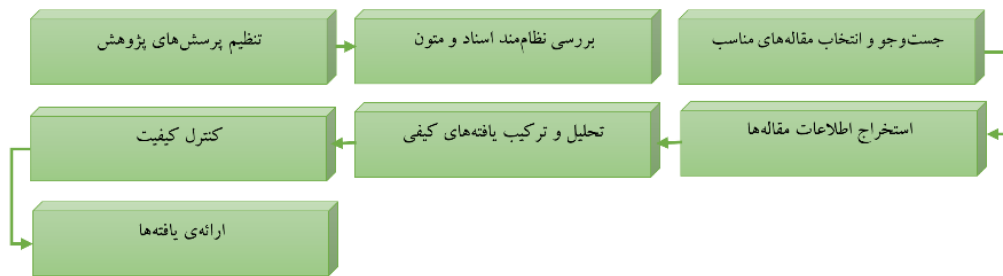 تنظیم پرسش‌های پژوهش
بررسی نظام‌مند اسناد و متون
جست‌وجو و انتخاب مقاله‌های مناسب
استخراج اطلاعات مقاله‌ها
تحلیل و ترکیب یافته‌های کیفی
کنترل کیفیت
ارائه‌ی یافته‌ها